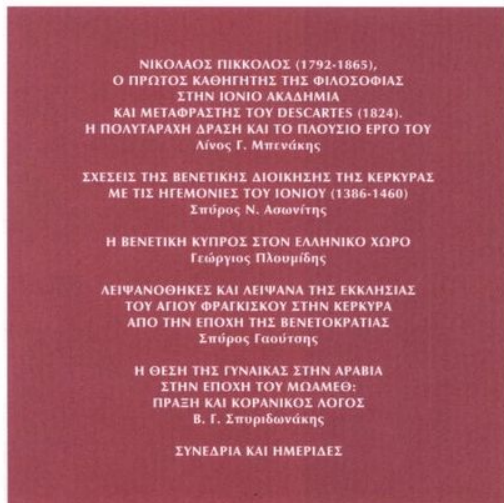 ΝΙΚΟΛΑΟΣ ΠΙΚΚΟΛΟΣ (1792-1865),
Ο ΠΡΩΤΟΣ ΚΑΘΗΓΗΤΗΣ ΤΗΣ ΦΙΛΟΣΟΦΙΑΣ
ΣΤΗΝ ΙΟΝΙΟ ΑΚΑΔΗΜΙΑ
ΚΑΙ ΜΕΤΑΦΡΑΣΤΗΣ ΤΟΥ DESCARTES (1824).
Η ΠΟΛΥΤΑΡΑΧΗ ΔΡΑΣΗ ΚΑΙ ΤΟ ΠΛΟΥΣΙΟ ΕΡΓΟ ΤΟΥ
Λίνος Γ. Μπενάκης
ΣΧΕΣΕΙΣ ΤΗΣ ΒΕΝΕΤΙΚΗΣ ΔΙΟΙΚΗΣΗΣ ΤΗΣ ΚΕΡΚΥΡΑΣ
ΜΕ ΤΙΣ ΗΓΕΜΟΝΙΕΣ ΤΟΥ ΙΟΝΙΟΥ (1386-1460)
Σπύρος Ν. Ασωνίτης
Η ΒΕΝΕΤΙΚΗ ΚΥΠΡΟΣ ΣΤΟΝ ΕΛΛΗΝΙΚΟ ΧΩΡΟ
Γεώργιος Πλουμίδης
ΛΕΙΨΑΝΟΘΗΚΕΣ ΚΑΙ ΛΕΙΨΑΝΑ ΤΗΣ ΕΚΚΛΗΣΙΑΣ
ΤΟΥ ΑΓΙΟΥ ΦΡΑΓΚΙΣΚΟΥ ΣΤΗΝ ΚΕΡΚΥΡΑ
ΑΠΟ ΤΗΝ ΕΠΟΧΗ ΤΗΣ ΒΕΝΕΤΟΚΡΑΤΙΑΣ
Σπύρος Γαούτσης
Η ΘΕΣΗ ΤΗΣ ΓΥΝΑΙΚΑΣ ΣΤΗΝ ΑΡΑΒΙΑ
ΣΤΗΝ ΕΠΟΧΗ ΤΟΥ ΜΩΑΜΕΘ:
ΠΡΑΞΗ ΚΑΙ ΚΟΡΑΝΙΚΟΣ ΛΟΓΟΣ
Β. Γ. Σπυριδωνάκης
ΣΥΝΕΔΡΙΑ ΚΑΙ ΗΜΕΡΙΔΕΣ